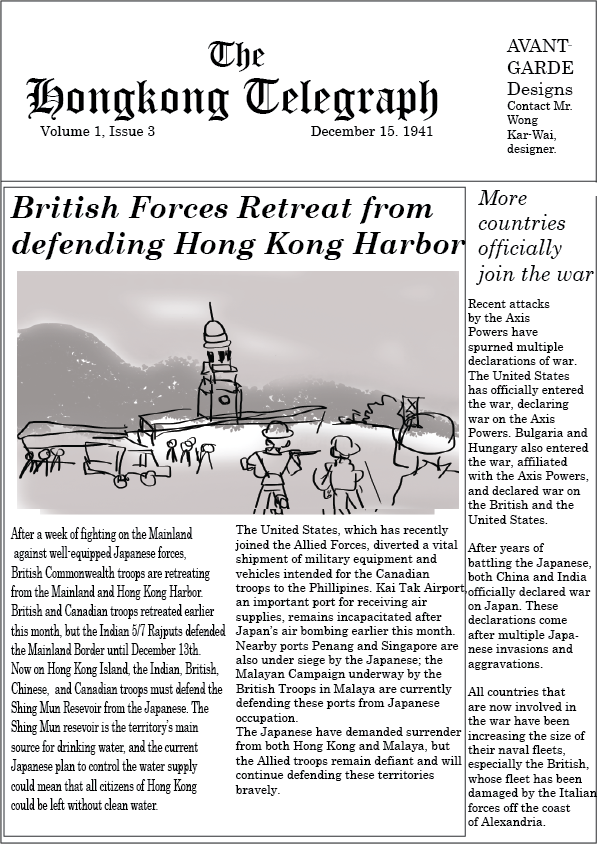 The
Hongkong Telegraph
Volume 1, Issue 3
December 15. 1941
AVANT-
GARDE
Designs
Contact Mr.
Wong
Kar-Wai,
designer.
British Forces Retreat from
defending Hong Kong Harbor
After a week of fighting on the Mainland
against well-equipped Japanese forces,
British Commonwealth troops are retreating
from the Mainland and Hong Kong Harbor.
British and Canadian troops retreated earlier
this month, but the Indian 5/7 Rajputs defended
the Mainland Border until December 13th.
Now on Hong Kong Island, the Indian, British,
Chinese, and Canadian troops must defend the
Shing Mun Resevoir from the Japanese. The
Shing Mun resevoir is the territory's main
source for drinking water, and the current
Japanese plan to control the water supply
could mean that all citizens of Hong Kong
could be left without clean water.
The United States, which has recently
joined the Allied Forces, diverted a vital
shipment of military equipment and
vehicles intended for the Canadian
troops to the Phillipines. Kai Tak Airport,
an important port for receiving air
supplies, remains incapacitated after
Japan's air bombing earlier this month.
Nearby ports Penang and Singapore are
also under siege by the Japanese; the
Malayan Campaign underway by the
British Troops in Malaya are currently
defending these ports from Japanese
occupation.
The Japanese have demanded surrender
from both Hong Kong and Malaya, but
the Allied troops remain defiant and will
continue defending these territories
bravely.
More
countries
officially
join the war
Recent attacks
by the Axis
Powers have
spurned multiple
declarations of war.
The United States
has officially entered
the war, declaring
war on the Axis
Powers. Bulgaria and
Hungary also entered
the war, affiliated
with the Axis Powers,
and declared war on
the British and the
United States.
After years of
battling the Japanese,
both China and India
officially declared war
on Japan. These
declarations come
after multiple Japa-
nese invasions and
aggravations.
All countries that
are now involved in
the war have been
increasing the size of
their naval fleets,
especially the British,
whose fleet has been
damaged by the Italian
forces off the coast
of Alexandria.